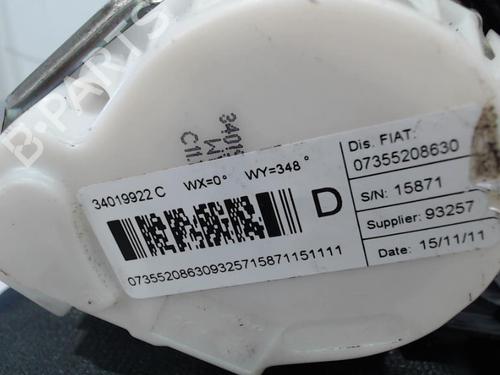 B-PARTS
34019922 C WX=0° WY=348°
D
073552086309325715871151111
Dis. FIAT:
07355208630
S/N: 15871
Supplier: 93257
Date: 15/11/11